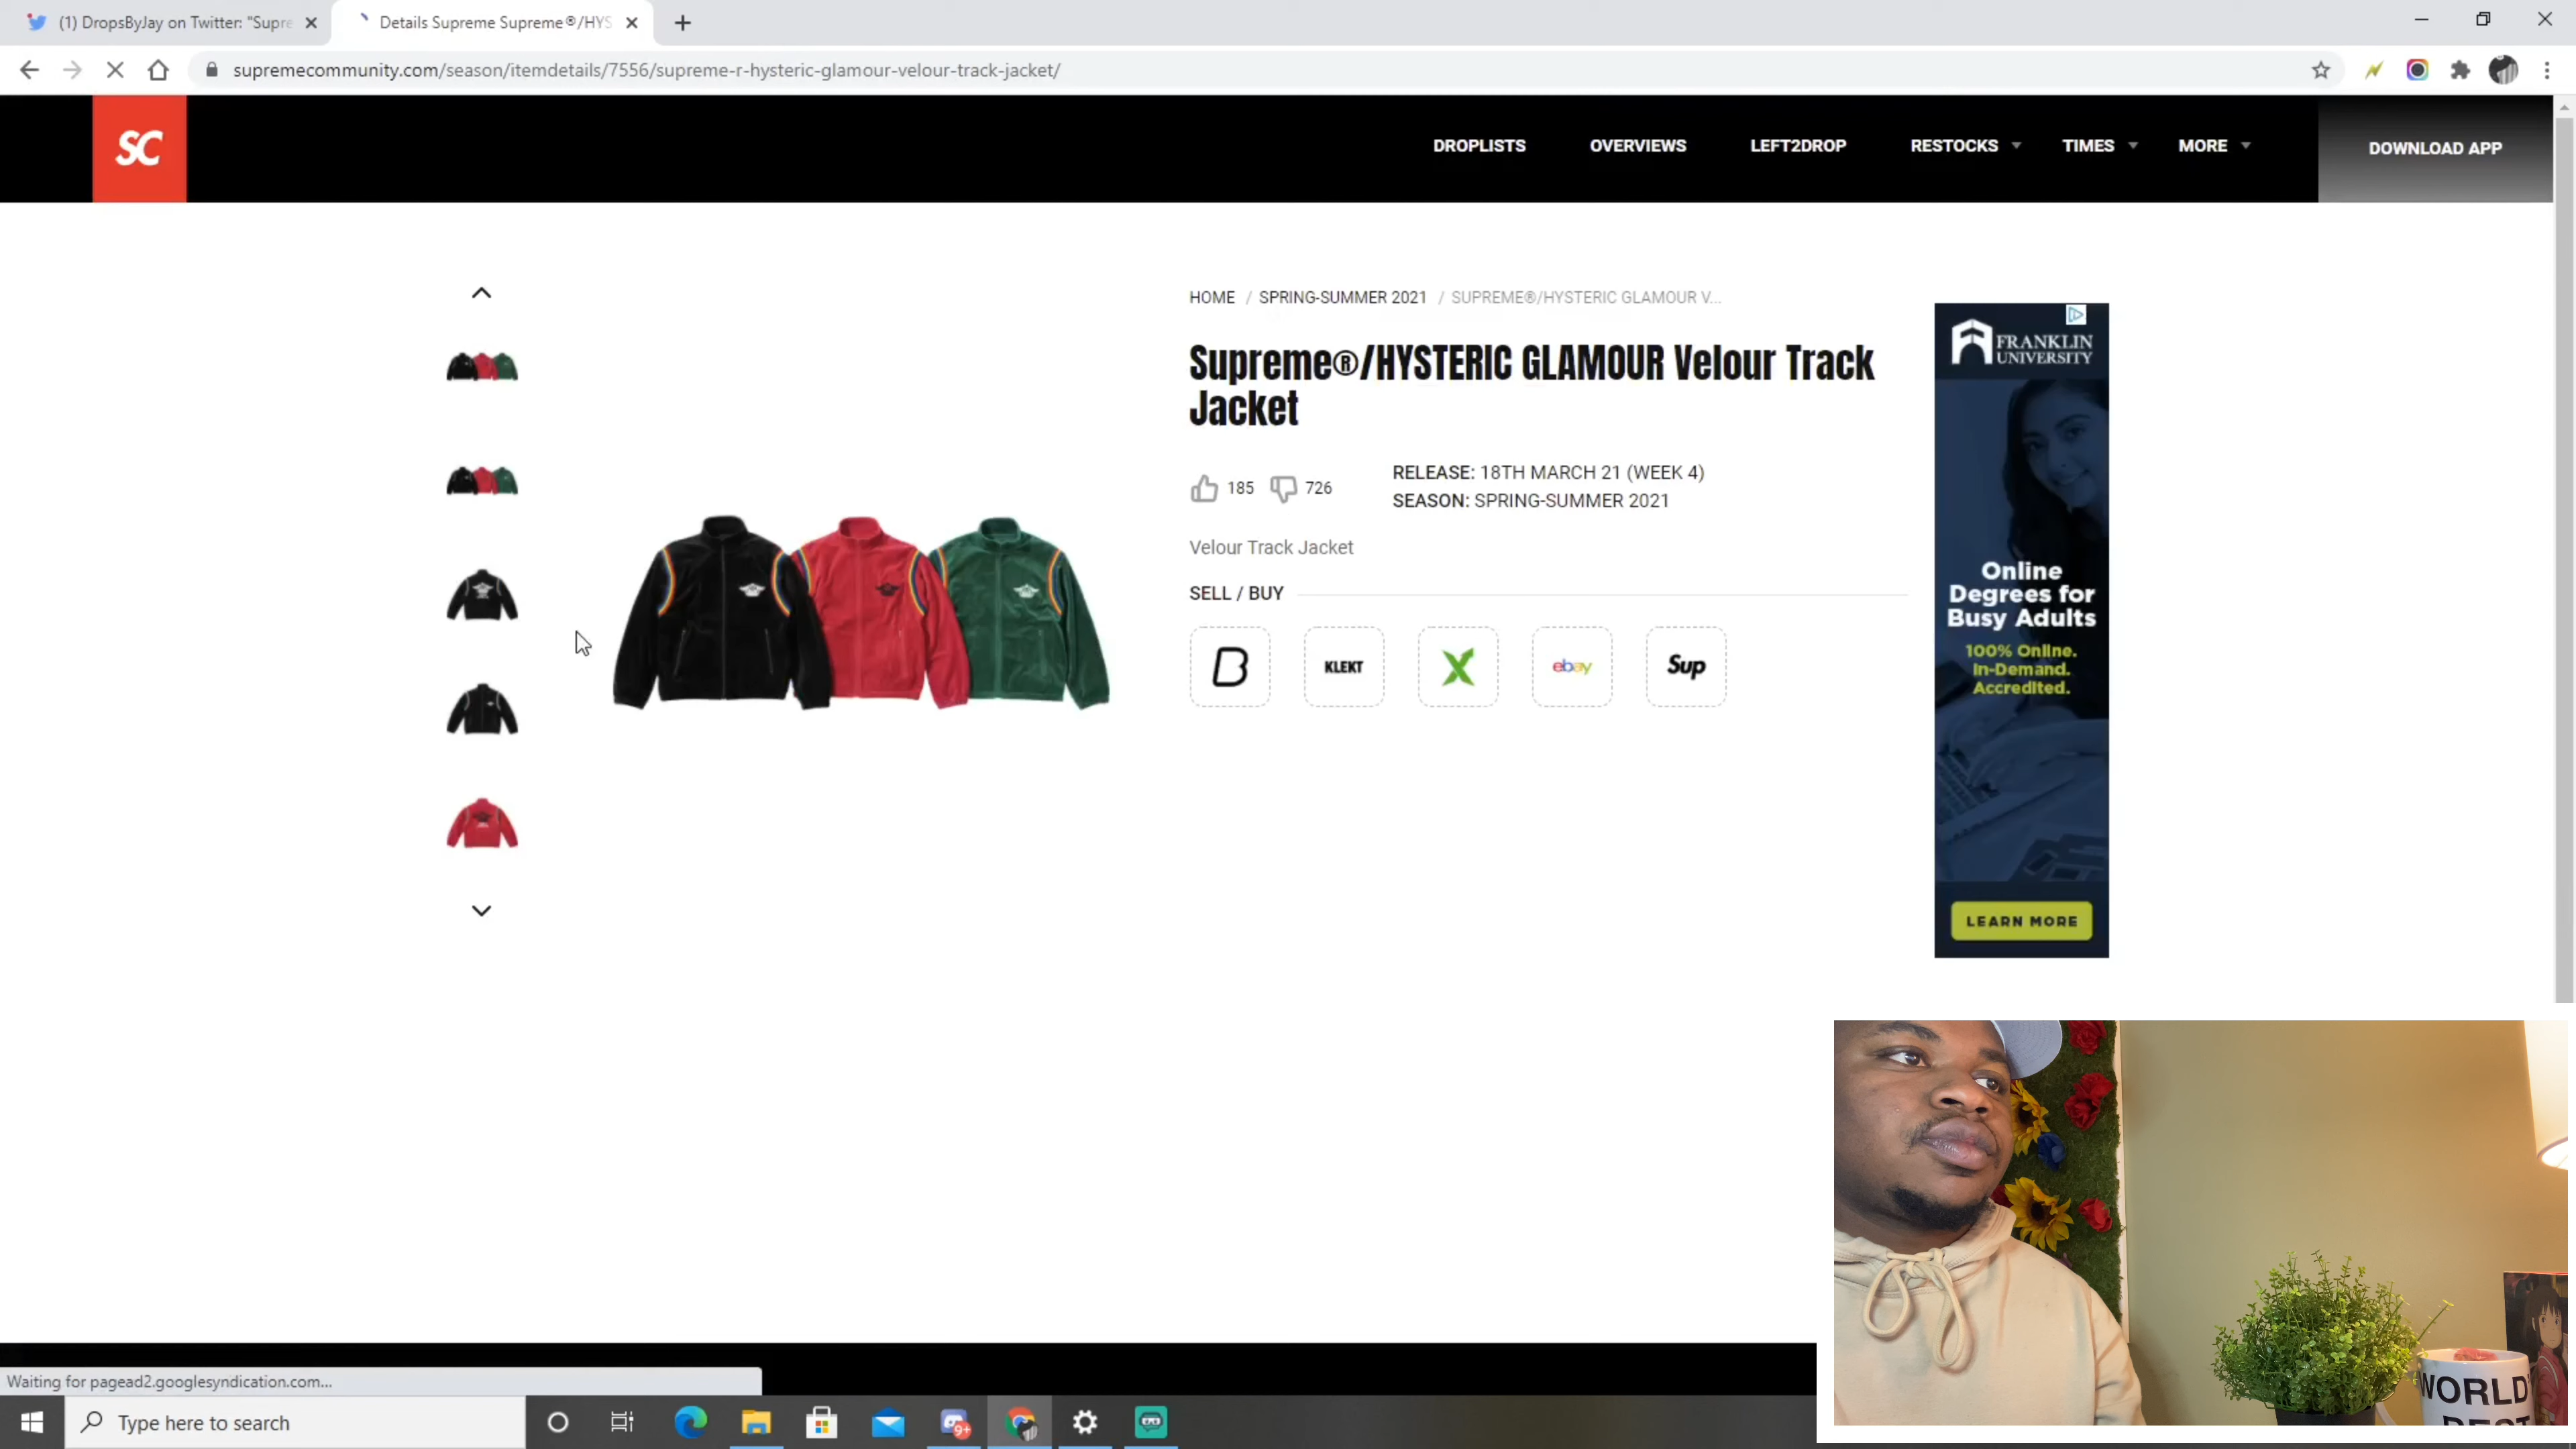 (1) DropsByJay on Twitter: "Supre
Details Supreme Supreme®/HYS
supremecommunity.com/season/itemdetails/7556/supreme-r-hysteric-glamour-velour-track-jacket/
SC
DROPLISTS
OVERVIEWS
LEFT2DROP
RESTOCKS
TIMES
MORE
DOWNLOAD APP
HOME / SPRING-SUMMER 2021 / SUPREME®/HYSTERIC GLAMOUR V...
Supreme®/HYSTERIC GLAMOUR Velour Track
Jacket
185
726
RELEASE: 18TH MARCH 21 (WEEK 4)
SEASON: SPRING-SUMMER 2021
Velour Track Jacket
SELL / BUY
B
KLEKT
X
ebay
Sup
FRANKLIN
UNIVERSITY
Online
Degrees for
Busy Adults
100% Online.
In-Demand.
Accredited.
LEARN MORE
WORLD'
BEST
Waiting for pagead2.googlesyndication.com...
Type here to search
9+